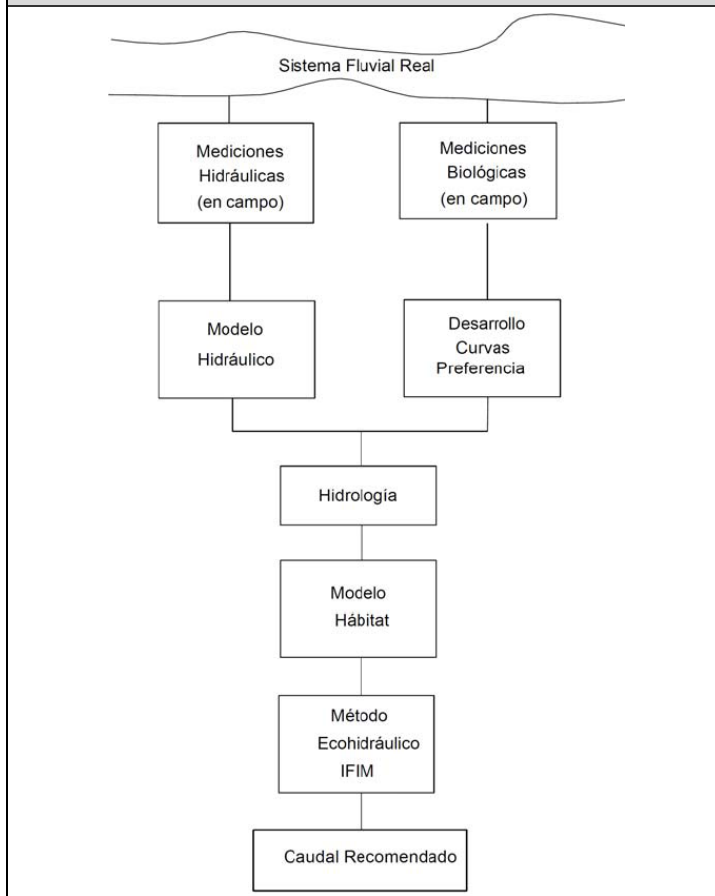 Sistema Fluvial Real
Mediciones
Hidráulicas
(en campo)
Mediciones
Biológicas
(en campo)
Modelo
Hidráulico
Desarrollo
Curvas
Preferencia
Hidrología
Modelo
Hábitat
Método
Ecohidráulico
IFIM
Caudal Recomendado